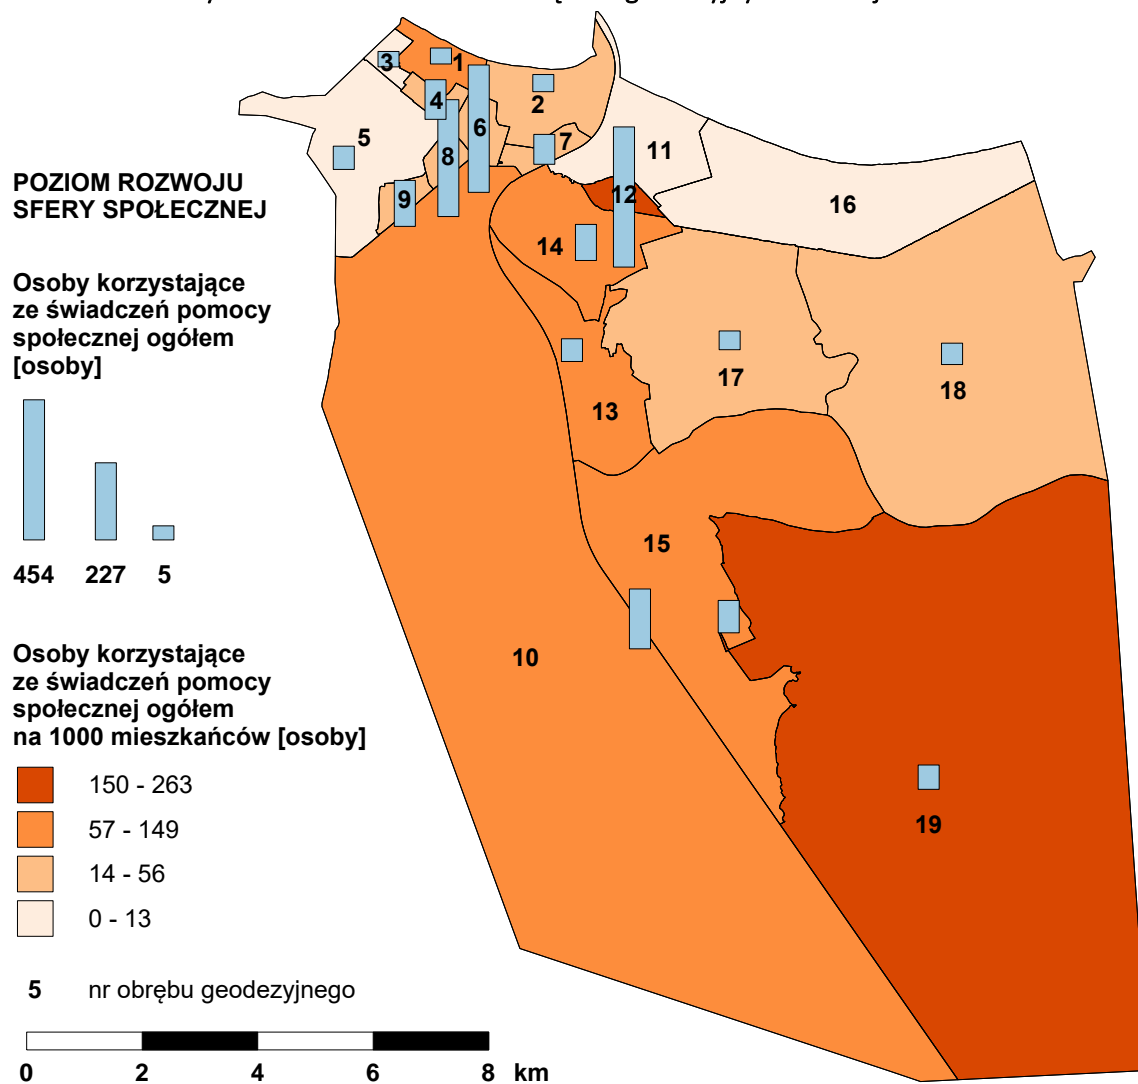 POZIOM ROZWOJU
SFERY SPOŁECZNEJ
Osoby korzystające
ze świadczeń pomocy
społecznej ogółem
[osoby]
454 227 5
Osoby korzystające
ze świadczeń pomocy
społecznej ogółem
na 1000 mieszkańców [osoby]
150 - 263
57 - 149
14 - 56
0 - 13
5 nr obrębu geodezyjnego
0 2 4 6 8 km
1
2
3
4
5
6
7
8
9
10
11
12
13
14
15
16
17
18
19